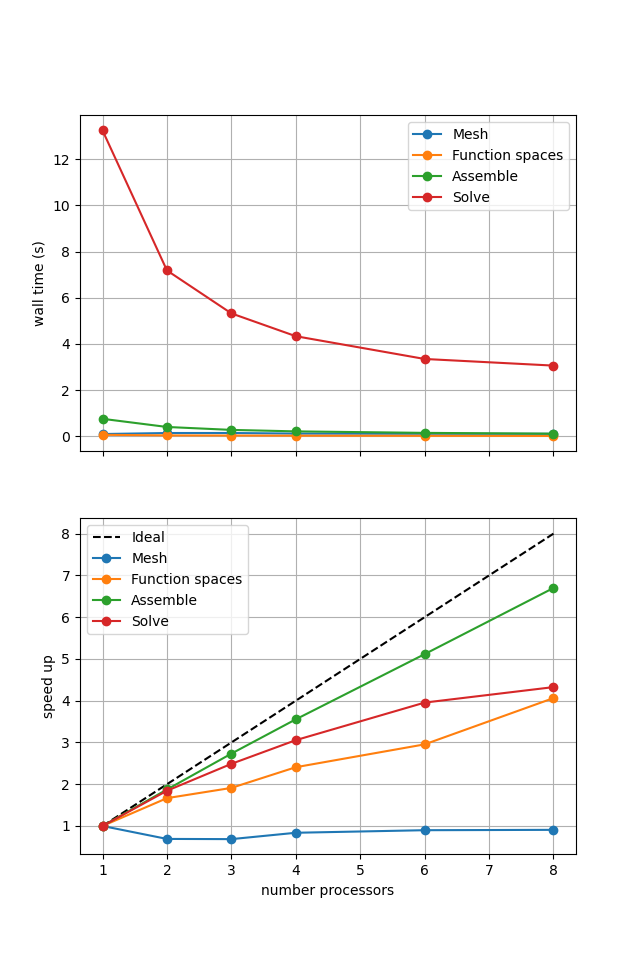 12
10
8
6
4
2
0
wall time (s)
Mesh
Function spaces
Assemble
Solve
8
7
6
5
4
3
2
1
speed up
Ideal
Mesh
Function spaces
Assemble
Solve
1 2 3 4 5 6 7 8
number processors